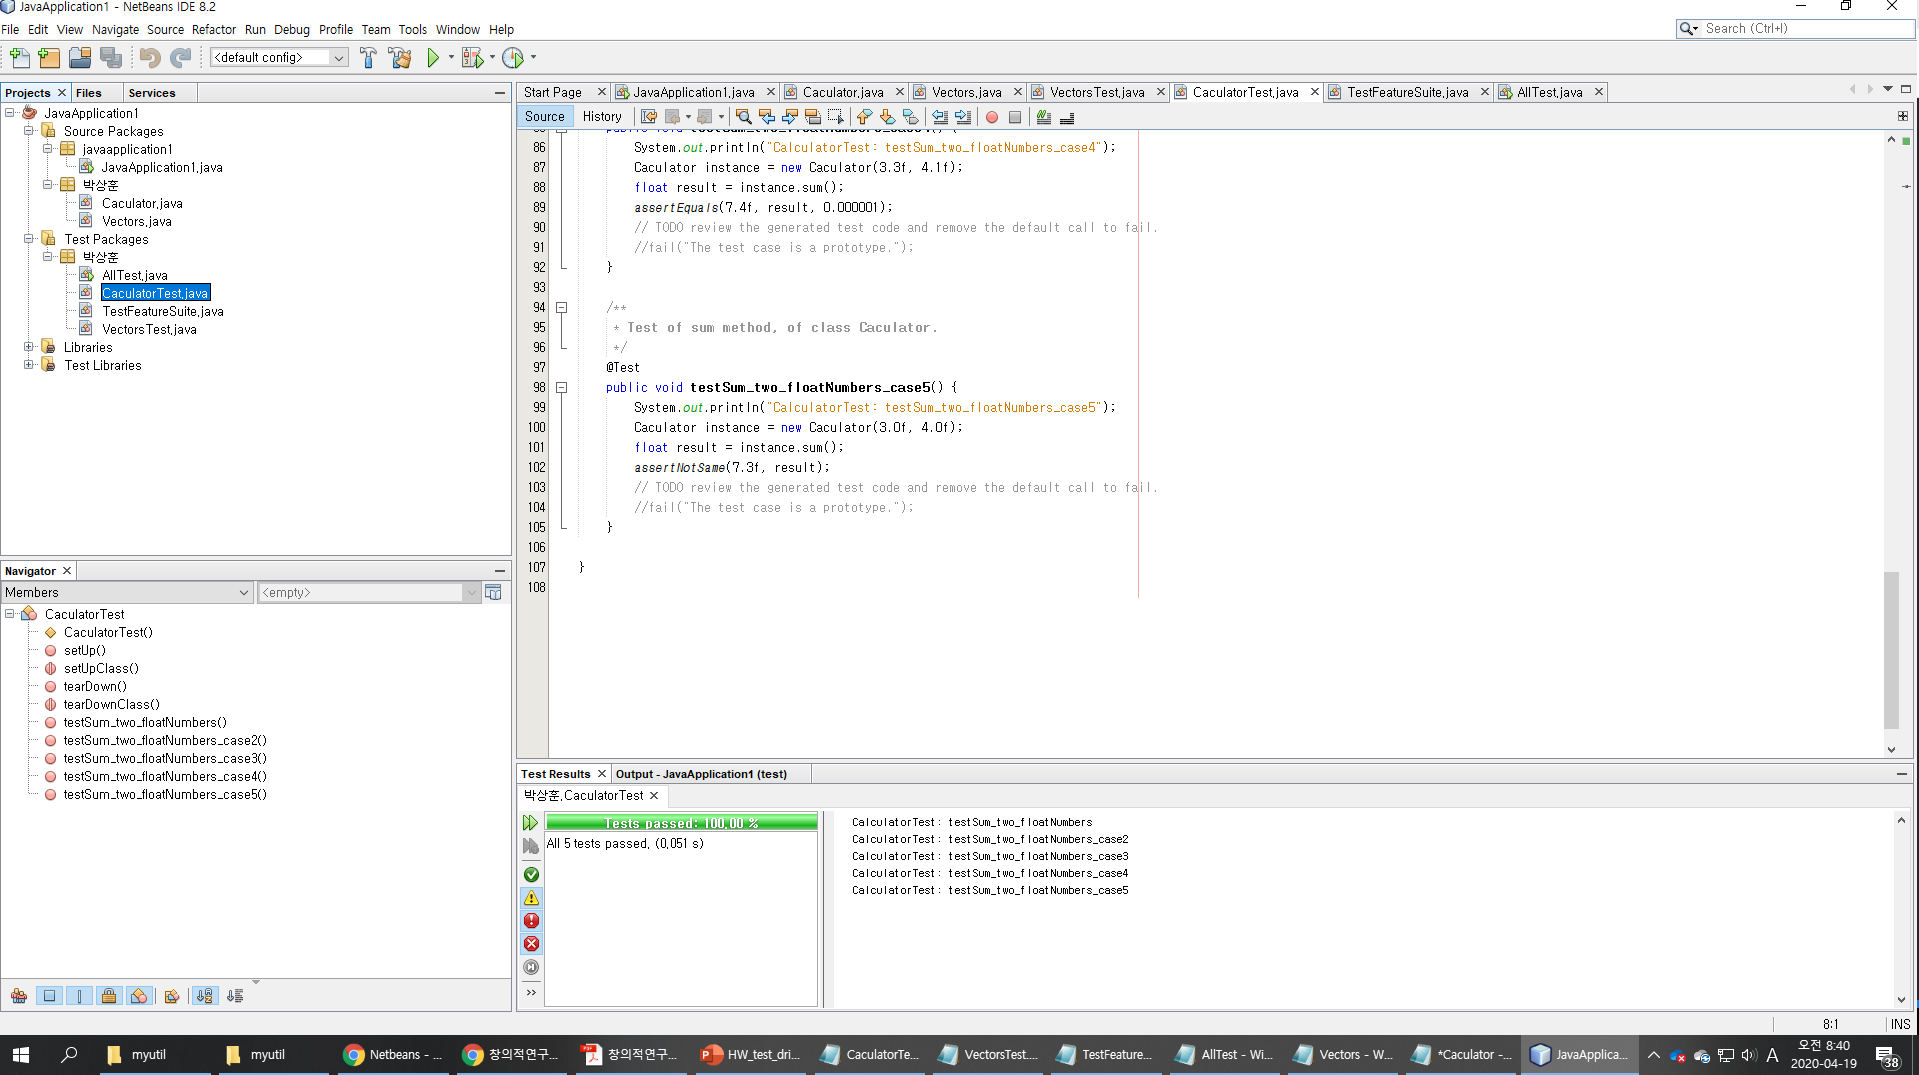 JavaApplication1 - NetBeans IDE 8.2
File Edit View Navigate Source Refactor Run Debug Profile Team Tools Window Help
Search (Ctrl+I)
<default config>
Projects Files Services
JavaApplication1
Source Packages
javaapplication1
JavaApplication1.java
박상훈
Caculator.java
Vectors.java
Test Packages
박상훈
AllTest.java
CaculatorTest.java
TestFeatureSuite.java
VectorsTest.java
Libraries
Test Libraries
Navigator
Members <empty>
CaculatorTest
CaculatorTest()
setUp()
setUpClass()
tearDown()
tearDownClass()
testSum_two_floatNumbers()
testSum_two_floatNumbers_case2()
testSum_two_floatNumbers_case3()
testSum_two_floatNumbers_case4()
testSum_two_floatNumbers_case5()
Start Page JavaApplication1.java Caculator.java Vectors.java VectorsTest.java CaculatorTest.java TestFeatureSuite.java AllTest.java
Source History
85 public void testSum_two_floatNumbers_case4() {
86 System.out.println("CalculatorTest: testSum_two_floatNumbers_case4");
87 Caculator instance = new Caculator(3.3f, 4.1f);
88 float result = instance.sum();
89 assertEquals(7.4f, result, 0.000001);
90 // TODO review the generated test code and remove the default call to fail.
91 //fail("The test case is a prototype.");
92 }
93
94 /**
95 * Test of sum method, of class Caculator.
96 */
97 @Test
98 public void testSum_two_floatNumbers_case5() {
99 System.out.println("CalculatorTest: testSum_two_floatNumbers_case5");
100 Caculator instance = new Caculator(3.0f, 4.0f);
101 float result = instance.sum();
102 assertNotSame(7.3f, result);
103 // TODO review the generated test code and remove the default call to fail.
104 //fail("The test case is a prototype.");
105 }
106
107 }
108
Test Results Output - JavaApplication1 (test)
박상훈.CaculatorTest
Tests passed: 100.00 %
All 5 tests passed. (0.051 s)
CalculatorTest: testSum_two_floatNumbers
CalculatorTest: testSum_two_floatNumbers_case2
CalculatorTest: testSum_two_floatNumbers_case3
CalculatorTest: testSum_two_floatNumbers_case4
CalculatorTest: testSum_two_floatNumbers_case5
8:1 INS
myutil myutil Netbeans - ... 창의적연구... 창의적연구... HW_test_dri... CaculatorTe... VectorsTest.... TestFeature... AllTest - Wi... Vectors - W... *Caculator -... JavaApplica... A 오전 8:40
2020-04-19 38